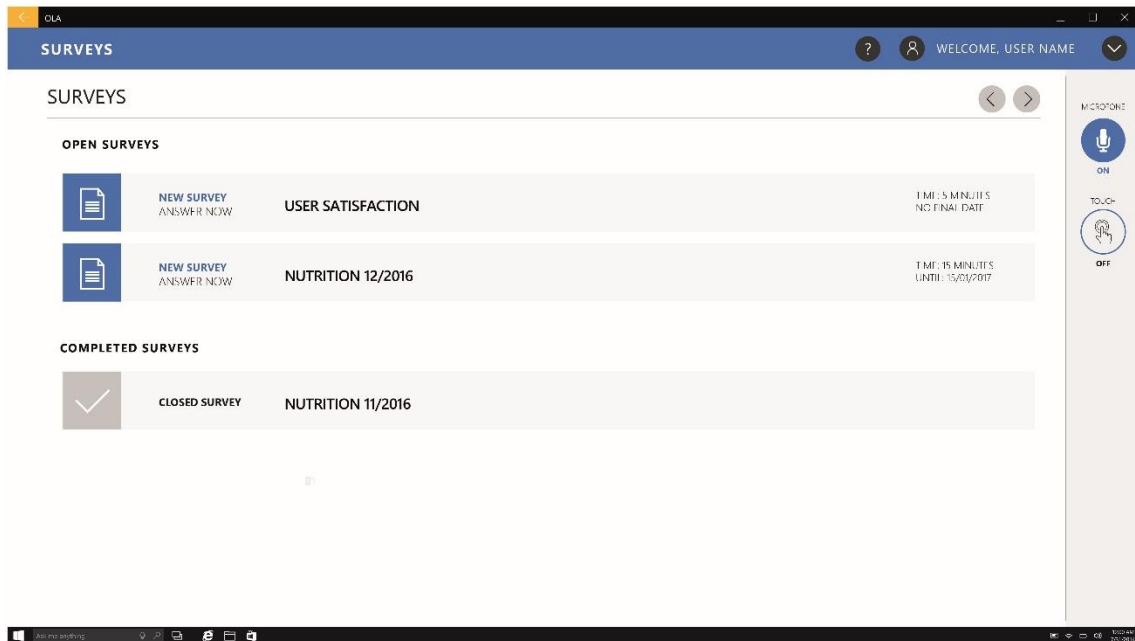 OLA
SURVEYS
?
WELCOME, USER NAME
SURVEYS
MICROFONE
ON
TOUCH
OFF
OPEN SURVEYS
NEW SURVEY
ANSWER NOW
USER SATISFACTION
TIME: 5 MINUTES
NO FINAL DATE
NEW SURVEY
ANSWER NOW
NUTRITION 12/2016
TIME: 15 MINUTES
UNTIL: 15/01/2017
COMPLETED SURVEYS
CLOSED SURVEY
NUTRITION 11/2016
Ask me anything